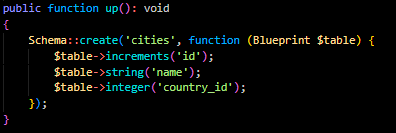 public function up(): void
{
    Schema::create('cities', function (Blueprint $table) {
        $table->increments('id');
        $table->string('name');
        $table->integer('country_id');
    });
}